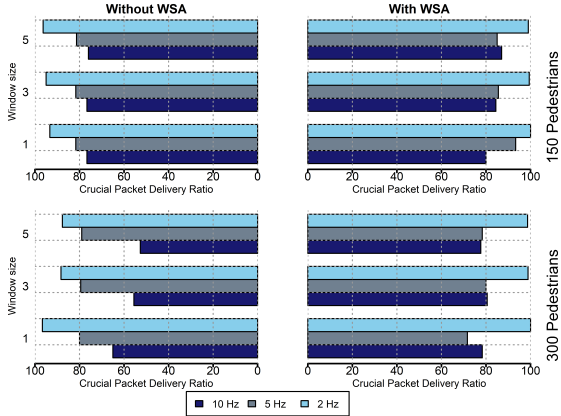 Without WSA
With WSA
Window size
5
3
1
100 80 60 40 20 0
Crucial Packet Delivery Ratio
0 20 40 60 80 100
Crucial Packet Delivery Ratio
150 Pedestrians
Window size
5
3
1
100 80 60 40 20 0
Crucial Packet Delivery Ratio
0 20 40 60 80 100
Crucial Packet Delivery Ratio
300 Pedestrians
10 Hz 5 Hz 2 Hz